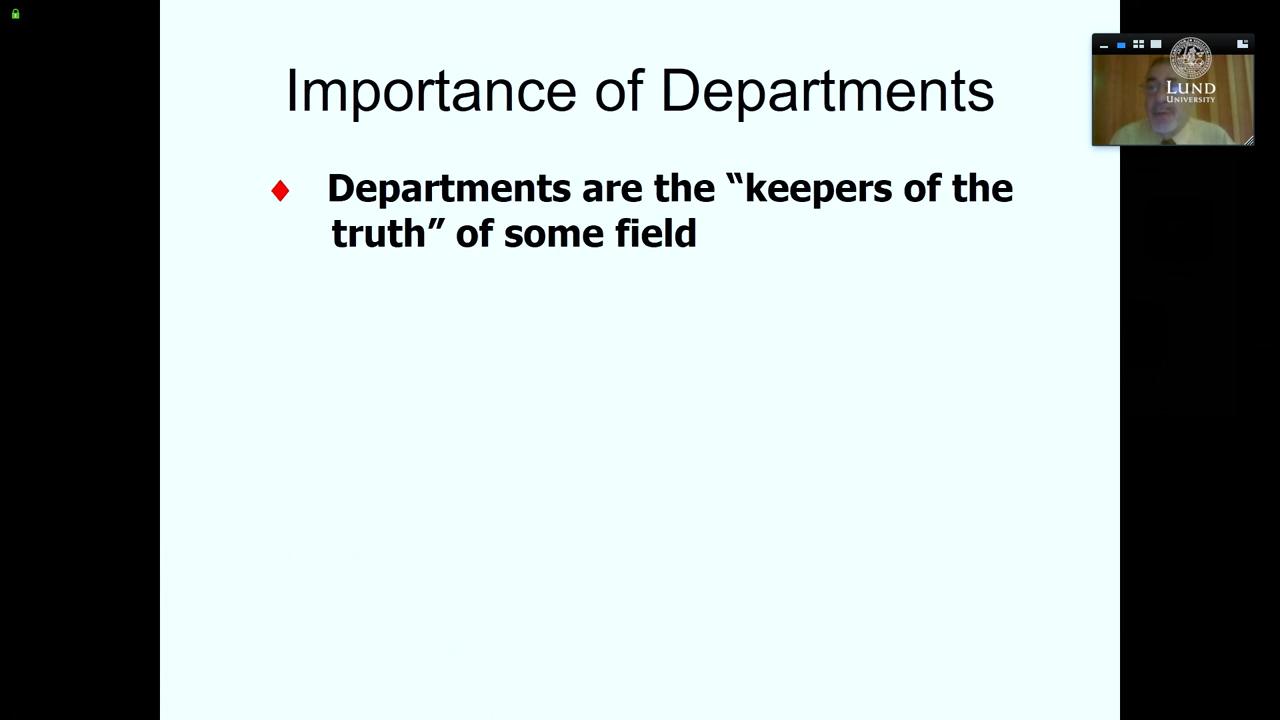 Importance of Departments
LUND
UNIVERSITY
♦ Departments are the “keepers of the
truth” of some field